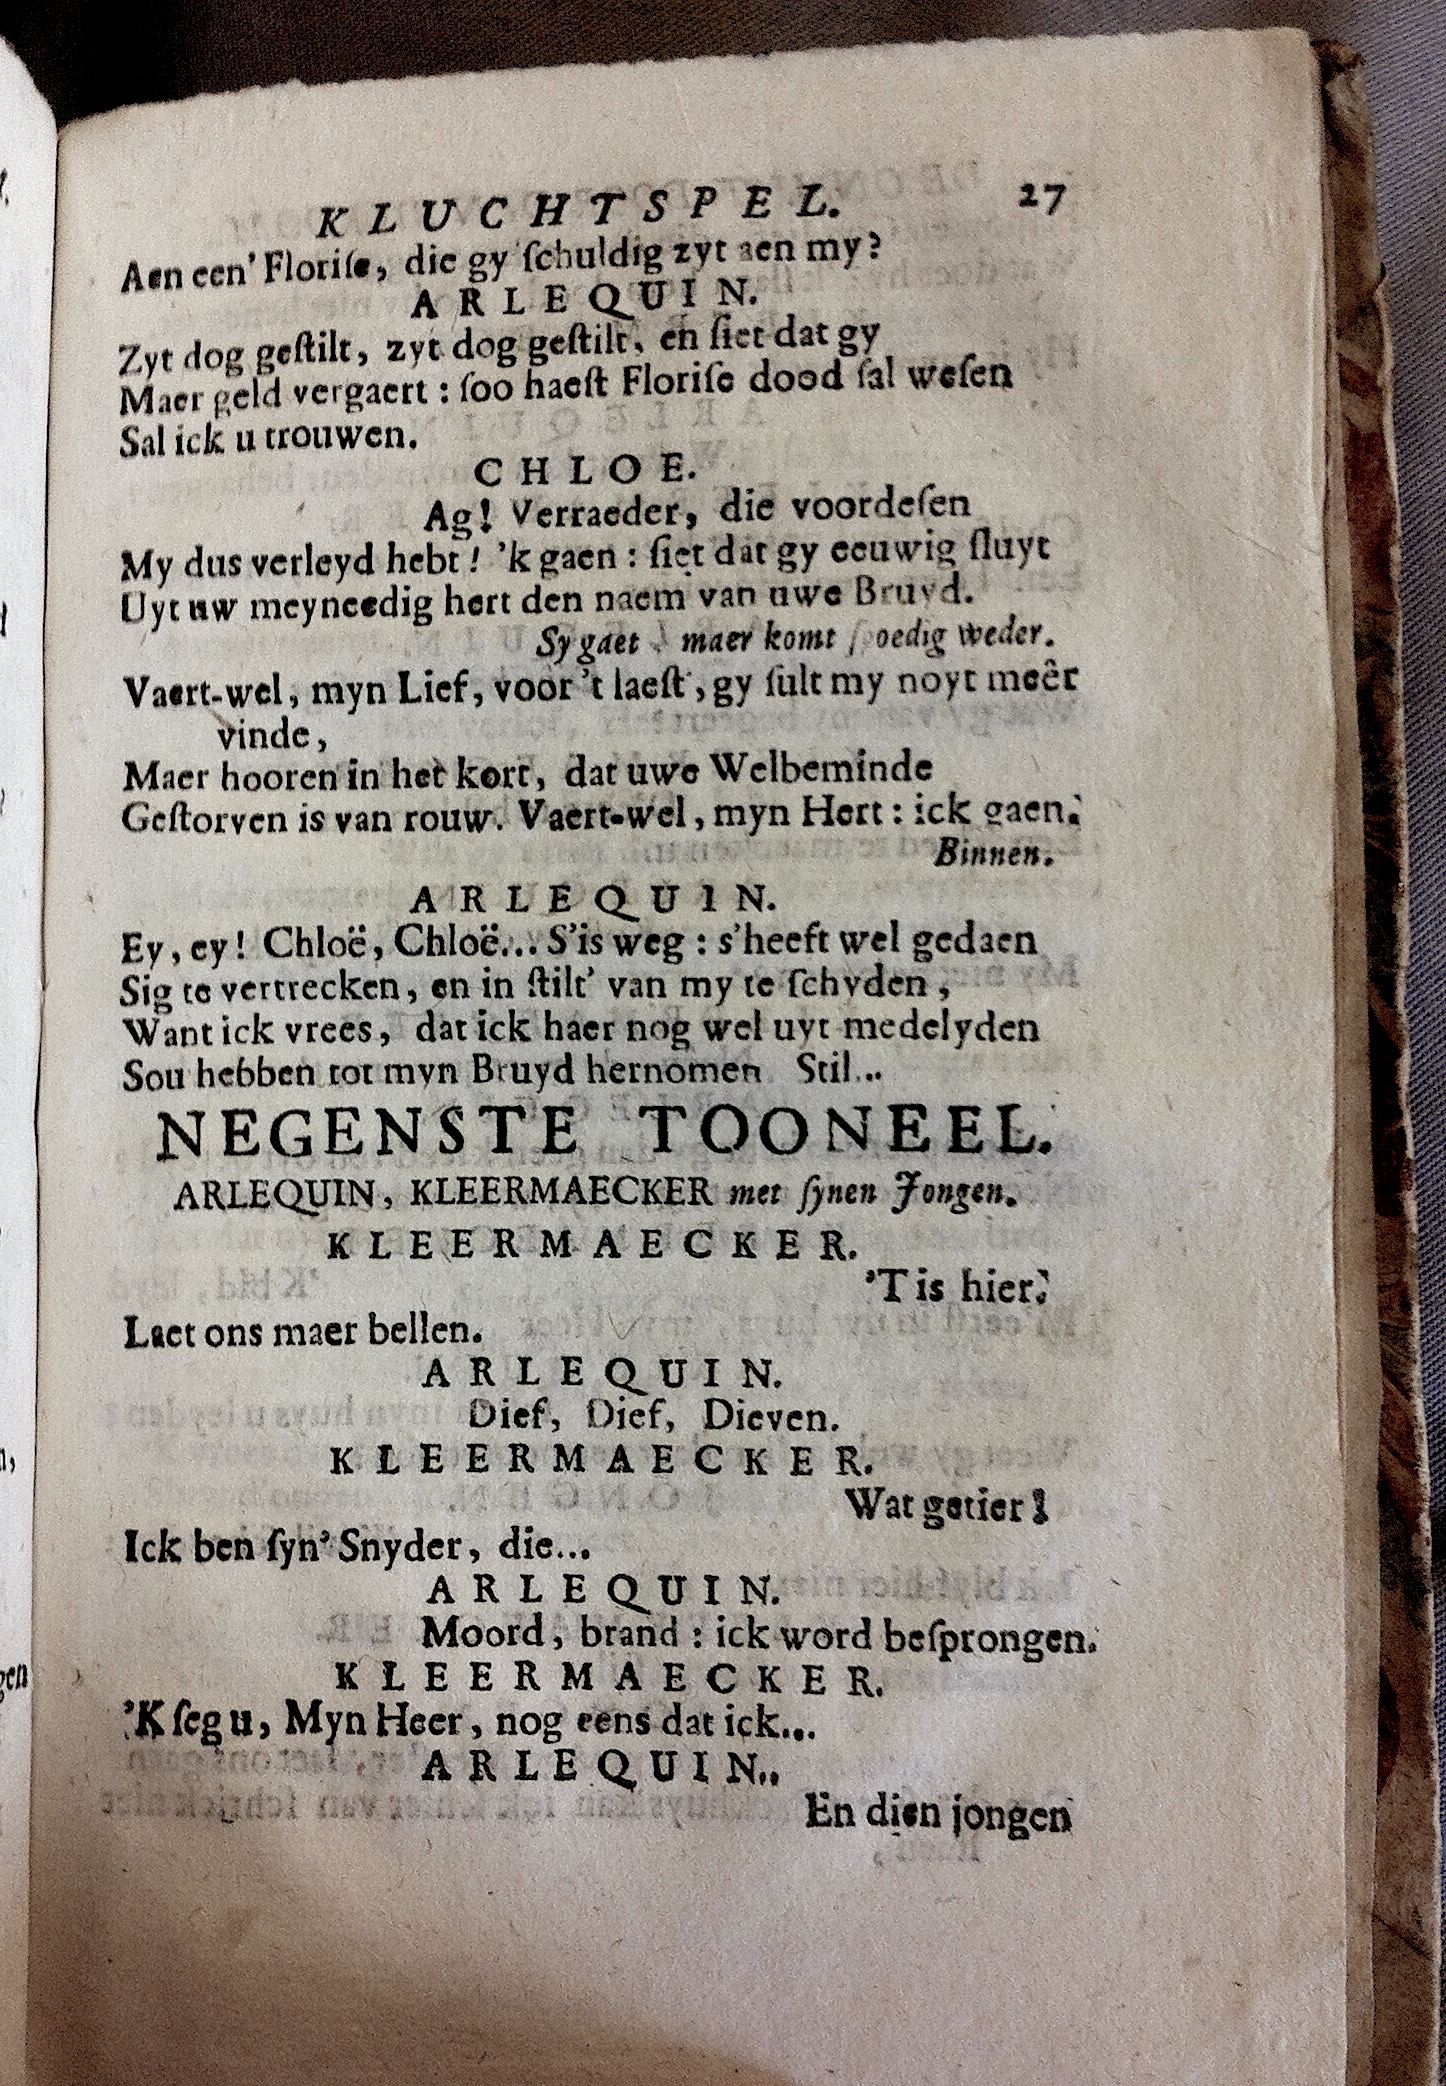 KLUCHTSPEL. 27
Aen een' Floriſe, die gy ſchuldig zyt aen my?
ARLEQUIN.
Zyt dog geſtilt, zyt dog geſtilt, en ſiet dat gy
Maer geld vergaert : ſoo haeſt Floriſe dood ſal weſen
Sal ick u trouwen.
CHLOE.
Ag! Verraeder, die voordeſen
My dus verleyd hebt! 'k gaen : ſiet dat gy eeuwig ſluyt
Uyt uw meyneedig hert den naem van uwe Bruyd.
Sy gaet, maer komt ſpoedig weder.
Vaert-wel, myn Lief, voor 't laeſt, gy ſult my noyt meêr
vinde,
Maer hooren in het kort, dat uwe Welbeminde
Geſtorven is van rouw. Vaert-wel, myn Hert : ick gaen.
Binnen.
ARLEQUIN.
Ey, ey! Chloë, Chloë... S'is weg : s'heeft wel gedaen
Sig te vertrecken, en in ſtilt' van my te ſchyden,
Want ick vrees, dat ick haer nog wel uyt medelyden
Sou hebben tot myn Bruyd hernomen Stil...
NEGENSTE TOONEEL.
ARLEQUIN, KLEERMAECKER met ſynen Jongen.
KLEERMAECKER.
'T is hier.
Laet ons maer bellen.
ARLEQUIN.
Dief, Dief, Dieven.
KLEERMAECKER.
Wat getier!
Ick ben ſyn' Snyder, die...
ARLEQUIN.
Moord, brand : ick word beſprongen.
KLEERMAECKER.
'K ſeg u, Myn Heer, nog eens dat ick...
ARLEQUIN..
En dien jongen